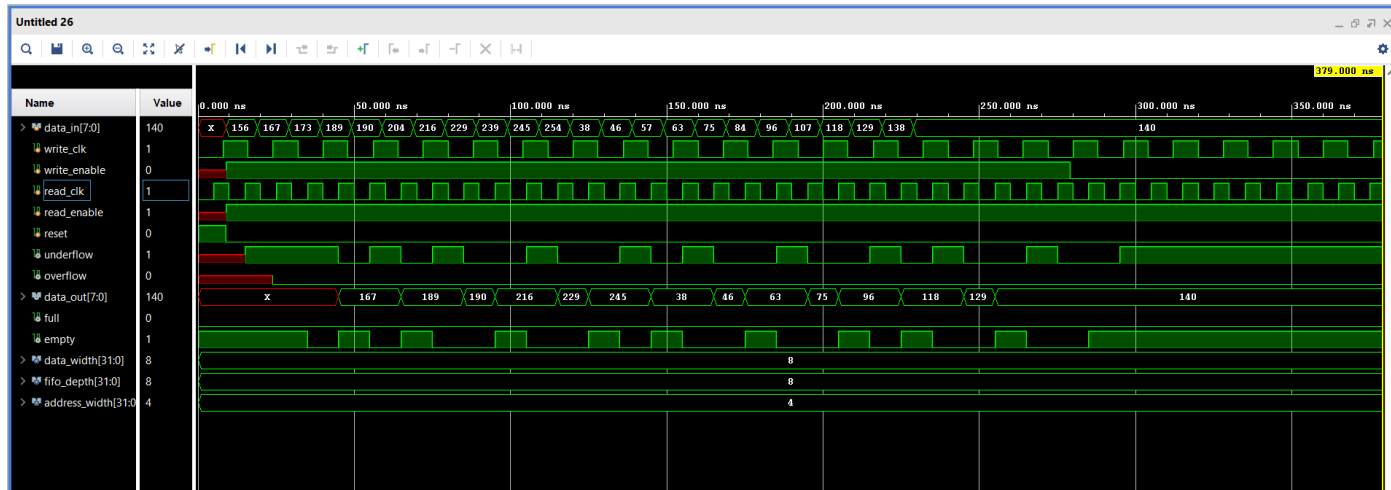 Untitled 26
379.000 ns
Name Value 0.000 ns 50.000 ns 100.000 ns 150.000 ns 200.000 ns 250.000 ns 300.000 ns 350.000 ns
data_in[7:0] 140 X 156 167 173 189 190 204 216 229 239 245 254 38 46 57 63 75 84 96 107 118 129 138 140
write_clk 1
write_enable 0
read_clk 1
read_enable 1
reset 0
underflow 1
overflow 0
data_out[7:0] 140 X 167 189 190 216 229 245 38 46 63 75 96 118 129 140
full 0
empty 1
data_width[31:0] 8 8
fifo_depth[31:0] 8 8
address_width[31:0 4 4